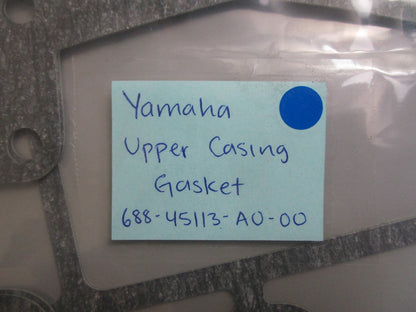 Yamaha
Upper Casing
Gasket
688-45113-A0-00